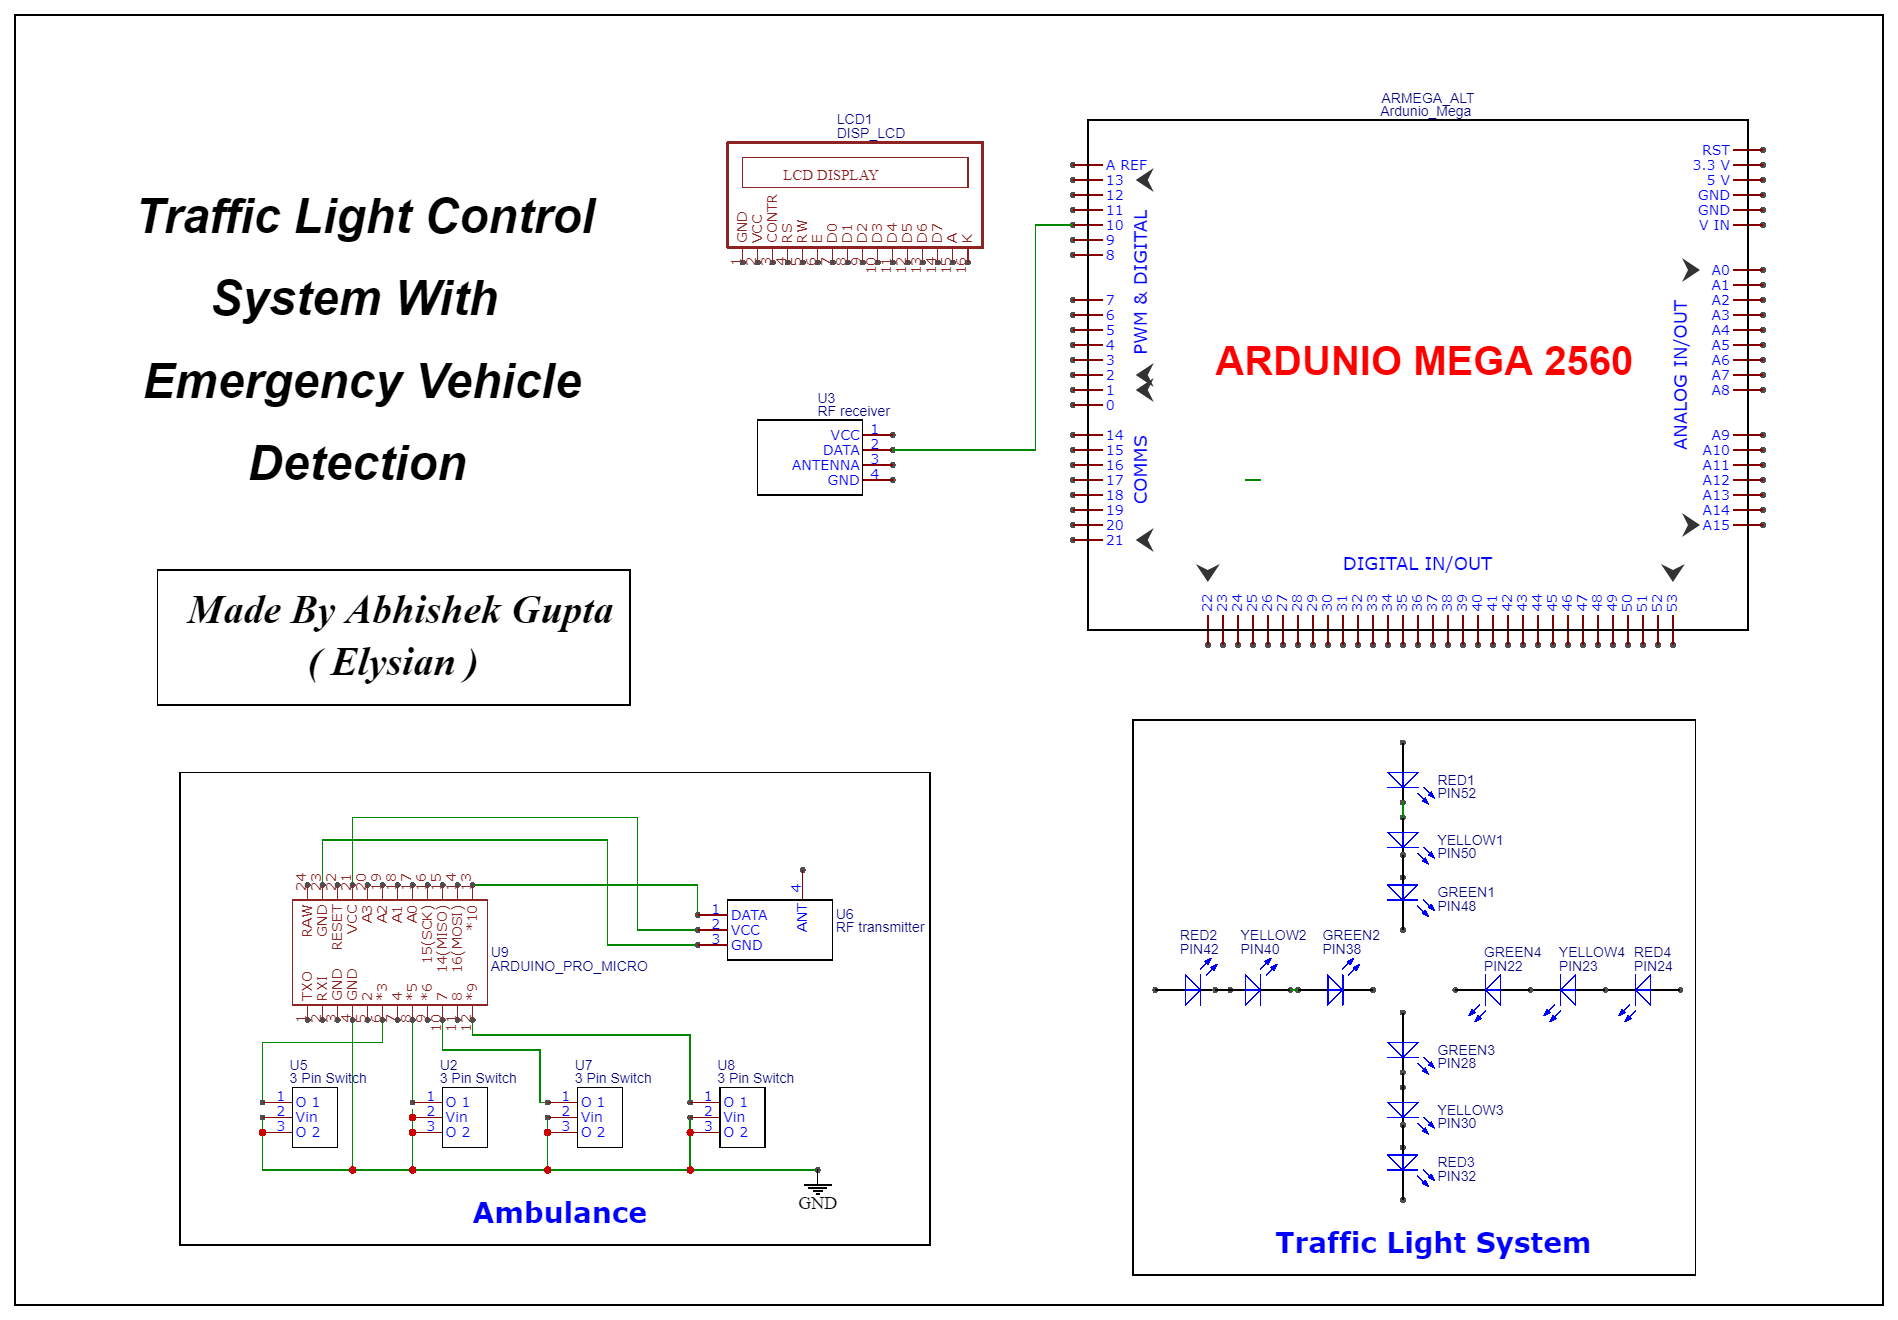 Traffic Light Control
System With
Emergency Vehicle
Detection
Made By Abhishek Gupta
( Elysian )
LCD1
DISP_LCD
LCD DISPLAY
GND VCC CONTR RS RW E D0 D1 D2 D3 D4 D5 D6 D7 A K
1 2 3 4 5 6 7 8 9 10 11 12 13 14 15 16
U3
RF receiver
VCC 1
DATA 2
ANTENNA 3
GND 4
ARMEGA_ALT
Ardunio_Mega
A REF
13
12
11
10
9
8
7
6
5
4
3
2
1
0
PWM & DIGITAL
14
15
16
17
18
19
20
21
COMMS
ARDUNIO MEGA 2560
RST
3.3 V
5 V
GND
GND
V IN
A0
A1
A2
A3
A4
A5
A6
A7
A8
ANALOG IN/OUT
A9
A10
A11
A12
A13
A14
A15
DIGITAL IN/OUT
22 23 24 25 26 27 28 29 30 31 32 33 34 35 36 37 38 39 40 41 42 43 44 45 46 47 48 49 50 51 52 53
24 23 22 21 20 19 18 17 16 15 14 13
RAW GND RESET VCC A3 A2 A1 A0 15(SCK) 14(MISO) 16(MOSI) *10
TXO RXI GND GND 2 *3 4 *5 *6 7 8 *9
1 2 3 4 5 6 7 8 9 10 11 12
U9
ARDUINO_PRO_MICRO
4
ANT
1 DATA
2 VCC
3 GND
U6
RF transmitter
U5
3 Pin Switch
1 O 1
2 Vin
3 O 2
U2
3 Pin Switch
1 O 1
2 Vin
3 O 2
U7
3 Pin Switch
1 O 1
2 Vin
3 O 2
U8
3 Pin Switch
1 O 1
2 Vin
3 O 2
GND
Ambulance
RED1
PIN52
YELLOW1
PIN50
GREEN1
PIN48
RED2
PIN42
YELLOW2
PIN40
GREEN2
PIN38
GREEN4
PIN22
YELLOW4
PIN23
RED4
PIN24
GREEN3
PIN28
YELLOW3
PIN30
RED3
PIN32
Traffic Light System